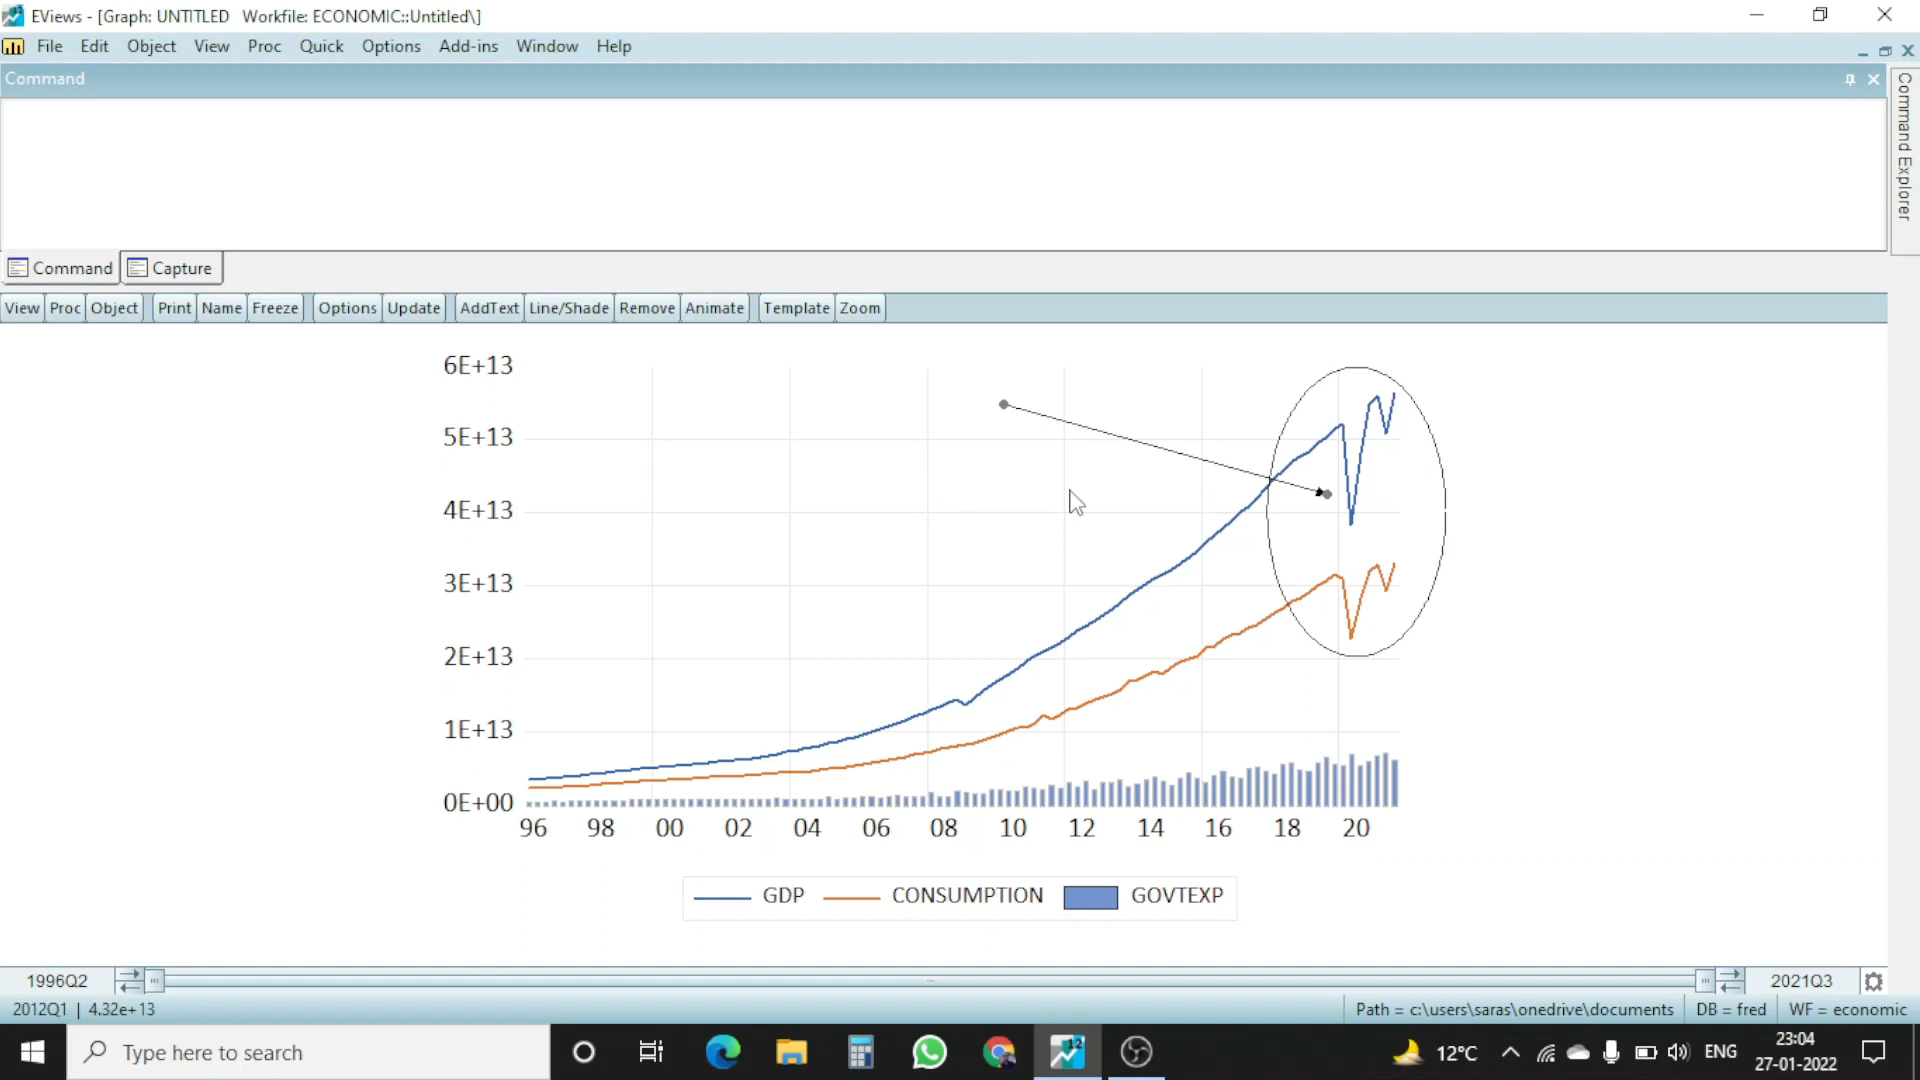 EViews - [Graph: UNTITLED   Workfile: ECONOMIC::Untitled\]
File Edit Object View Proc Quick Options Add-ins Window Help
Command
Command Explorer
Command Capture
View Proc Object Print Name Freeze Options Update AddText Line/Shade Remove Animate Template Zoom
6E+13
5E+13
4E+13
3E+13
2E+13
1E+13
0E+00
96 98 00 02 04 06 08 10 12 14 16 18 20
GDP CONSUMPTION GOVTEXP
1996Q2 2021Q3
2012Q1 | 4.32e+13 Path = c:\users\saras\onedrive\documents DB = fred WF = economic
Type here to search 12 12°C ENG 23:04
27-01-2022